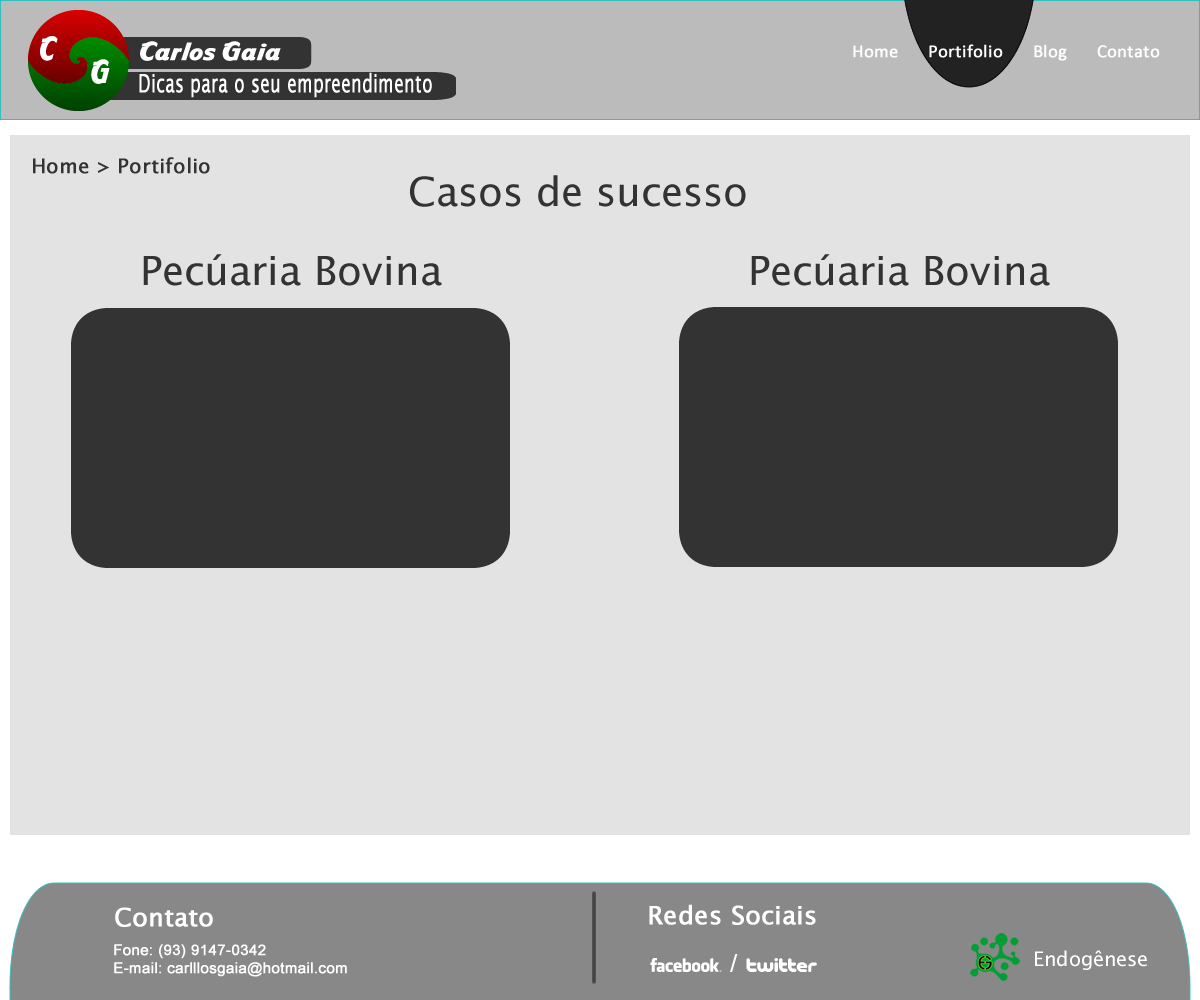 C G
Carlos Gaia
Dicas para o seu empreendimento
Home Portifolio Blog Contato
Home > Portifolio
Casos de sucesso
Pecúaria Bovina
Pecúaria Bovina
Contato
Fone: (93) 9147-0342
E-mail: carlllosgaia@hotmail.com
Redes Sociais
facebook. / twitter
EG Endogênese